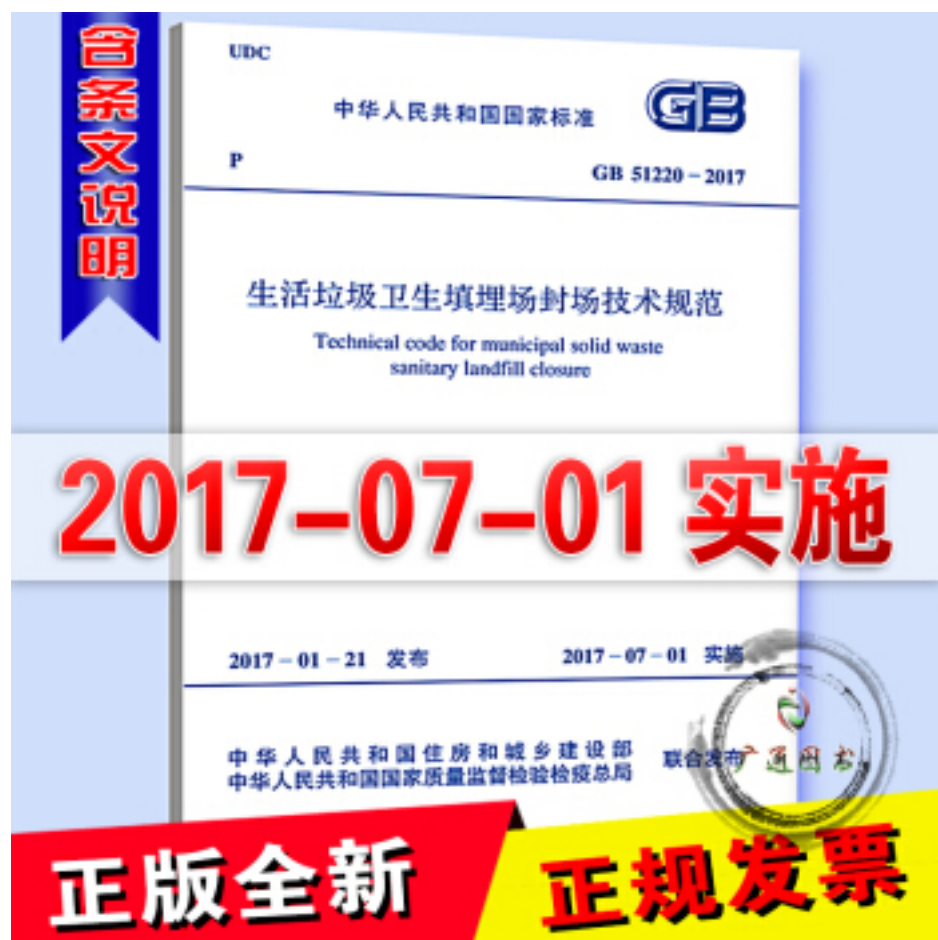 含条文说明
UDC
中华人民共和国国家标准
GB
P
GB 51220-2017
生活垃圾卫生填埋场封场技术规范
Technical code for municipal solid waste
sanitary landfill closure
2017-07-01 实施
2017-01-21 发布
2017-07-01 实施
中华人民共和国住房和城乡建设部
中华人民共和国国家质量监督检验检疫总局
联合发布
广通图书
正版全新
正规发票